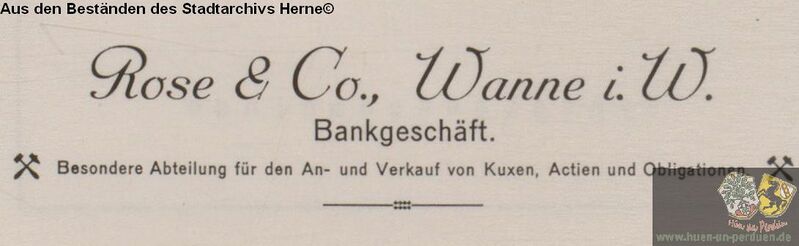 Aus den Beständen des Stadtarchivs Herne©
Rose & Co., Wanne i. W.
Bankgeschäft.
Besondere Abteilung für den An- und Verkauf von Kuxen, Actien und Obligationen.
www.huen-un-perduen.de